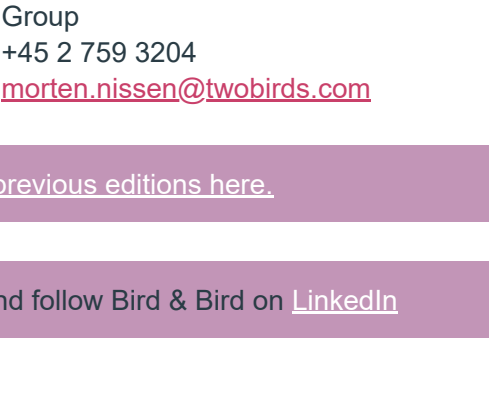 Group
+45 2 759 3204
morten.nissen@twobirds.com
previous editions here.
nd follow Bird & Bird on LinkedIn